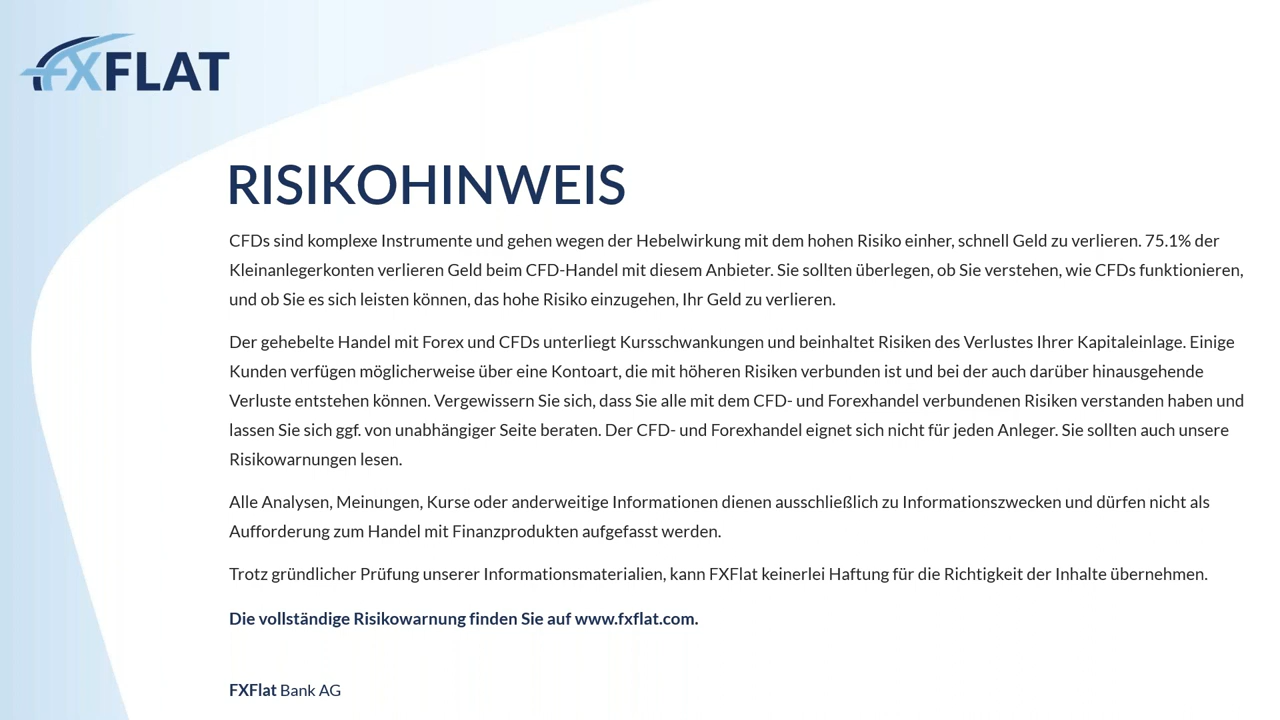 FXFLAT
RISIKOHINWEIS
CFDs sind komplexe Instrumente und gehen wegen der Hebelwirkung mit dem hohen Risiko einher, schnell Geld zu verlieren. 75.1% der
Kleinanlegerkonten verlieren Geld beim CFD-Handel mit diesem Anbieter. Sie sollten überlegen, ob Sie verstehen, wie CFDs funktionieren,
und ob Sie es sich leisten können, das hohe Risiko einzugehen, Ihr Geld zu verlieren.
Der gehebelte Handel mit Forex und CFDs unterliegt Kursschwankungen und beinhaltet Risiken des Verlustes Ihrer Kapitaleinlage. Einige
Kunden verfügen möglicherweise über eine Kontoart, die mit höheren Risiken verbunden ist und bei der auch darüber hinausgehende
Verluste entstehen können. Vergewissern Sie sich, dass Sie alle mit dem CFD- und Forexhandel verbundenen Risiken verstanden haben und
lassen Sie sich ggf. von unabhängiger Seite beraten. Der CFD- und Forexhandel eignet sich nicht für jeden Anleger. Sie sollten auch unsere
Risikowarnungen lesen.
Alle Analysen, Meinungen, Kurse oder anderweitige Informationen dienen ausschließlich zu Informationszwecken und dürfen nicht als
Aufforderung zum Handel mit Finanzprodukten aufgefasst werden.
Trotz gründlicher Prüfung unserer Informationsmaterialien, kann FXFlat keinerlei Haftung für die Richtigkeit der Inhalte übernehmen.
Die vollständige Risikowarnung finden Sie auf www.fxflat.com.
FXFlat Bank AG